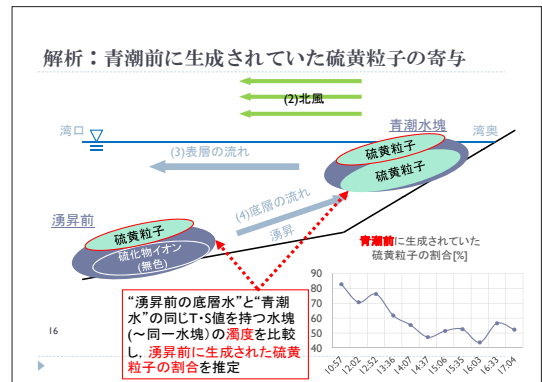 解析：青潮前に生成されていた硫黄粒子の寄与
(2)北風
湾口
青潮水塊
湾奥
(3)表層の流れ
硫黄粒子
硫黄粒子
(4)底層の流れ
湧昇
湧昇前
硫黄粒子
硫化物イオン
(無色)
青潮前に生成されていた
硫黄粒子の割合[%]
90
80
70
60
50
40
10:57
12:02
12:52
13:36
14:07
14:37
15:06
15:35
16:03
16:33
17:04
“湧昇前の底層水”と“青潮
水”の同じT・S値を持つ水塊
(～同一水塊)の濁度を比較
し, 湧昇前に生成された硫黄
粒子の割合を推定
16